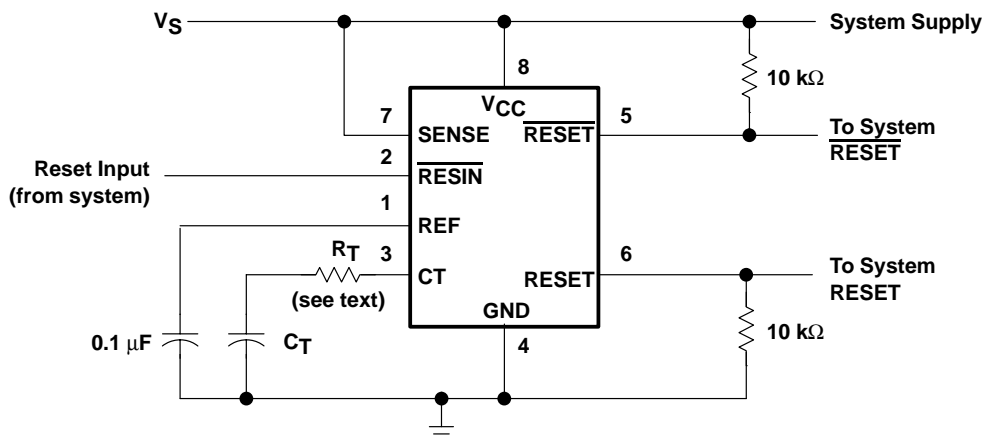 VS
System Supply
8
10 kΩ
VCC
7
SENSE
RESET
5
To System
RESET
2
Reset Input
(from system)
RESIN
1
REF
RT
3
CT
(see text)
RESET
6
To System
RESET
GND
4
0.1 μF
CT
10 kΩ